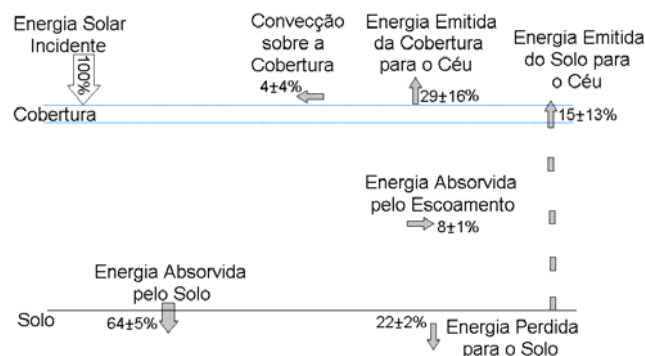 Energia Solar
Incidente
100%
Convecção
sobre a
Cobertura
4±4%
Energia Emitida
da Cobertura
para o Céu
29±16%
Energia Emitida
do Solo para
o Céu
15±13%
Cobertura
Energia Absorvida
pelo Escoamento
8±1%
Energia Absorvida
pelo Solo
64±5%
Solo
22±2%
Energia Perdida
para o Solo